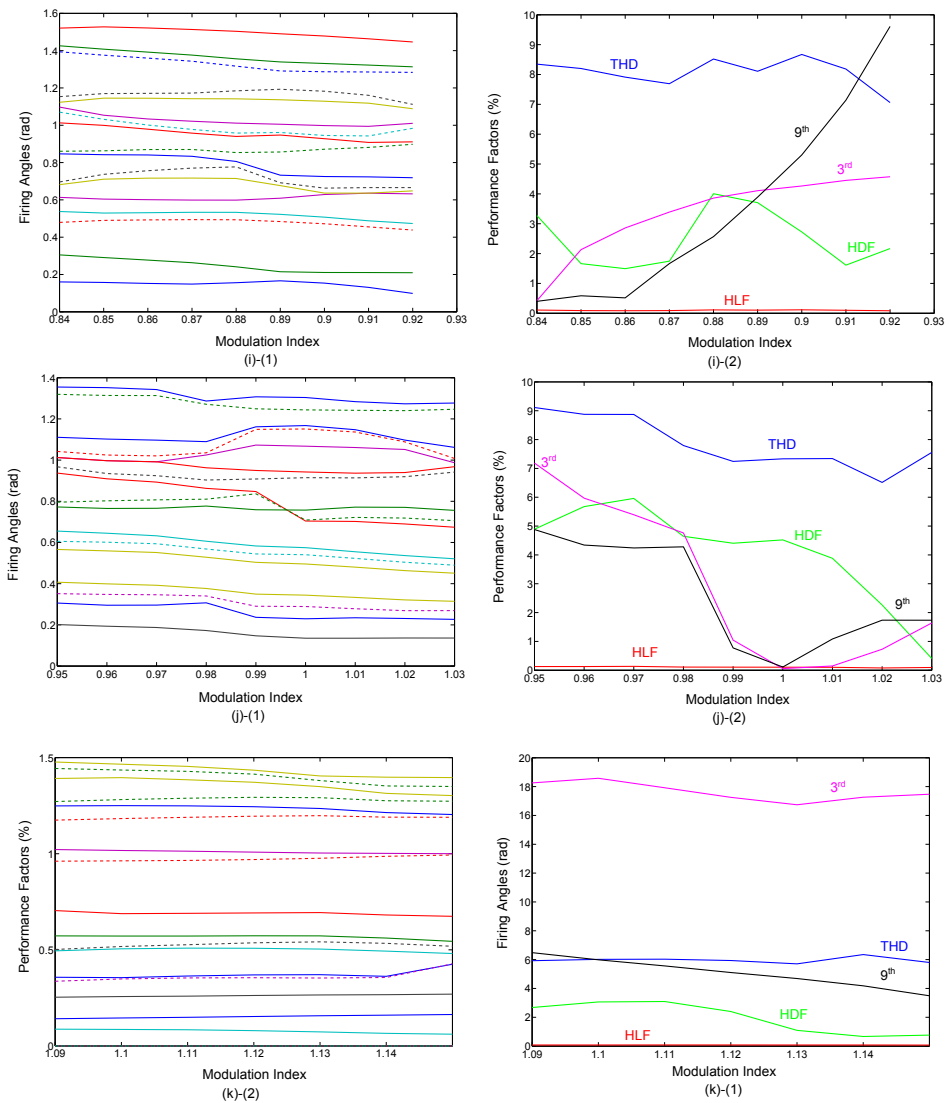 1.6
1.4
1.2
1
0.8
0.6
0.4
0.2
0
Firing Angles (rad)
0.84 0.85 0.86 0.87 0.88 0.89 0.9 0.91 0.92 0.93
Modulation Index
(i)-(1)
10
9
8
7
6
5
4
3
2
1
0
Performance Factors (%)
THD
9th
3rd
HDF
HLF
0.84 0.85 0.86 0.87 0.88 0.89 0.9 0.91 0.92 0.93
Modulation Index
(i)-(2)
1.4
1.2
1
0.8
0.6
0.4
0.2
0
Firing Angles (rad)
0.95 0.96 0.97 0.98 0.99 1 1.01 1.02 1.03
Modulation Index
(j)-(1)
10
9
8
7
6
5
4
3
2
1
0
Performance Factors (%)
THD
3rd
HDF
9th
HLF
0.95 0.96 0.97 0.98 0.99 1 1.01 1.02 1.03
Modulation Index
(j)-(2)
1.5
1
0.5
0
Performance Factors (%)
1.09 1.1 1.11 1.12 1.13 1.14
Modulation Index
(k)-(2)
20
18
16
14
12
10
8
6
4
2
0
Firing Angles (rad)
3rd
THD
9th
HDF
HLF
1.09 1.1 1.11 1.12 1.13 1.14
Modulation Index
(k)-(1)